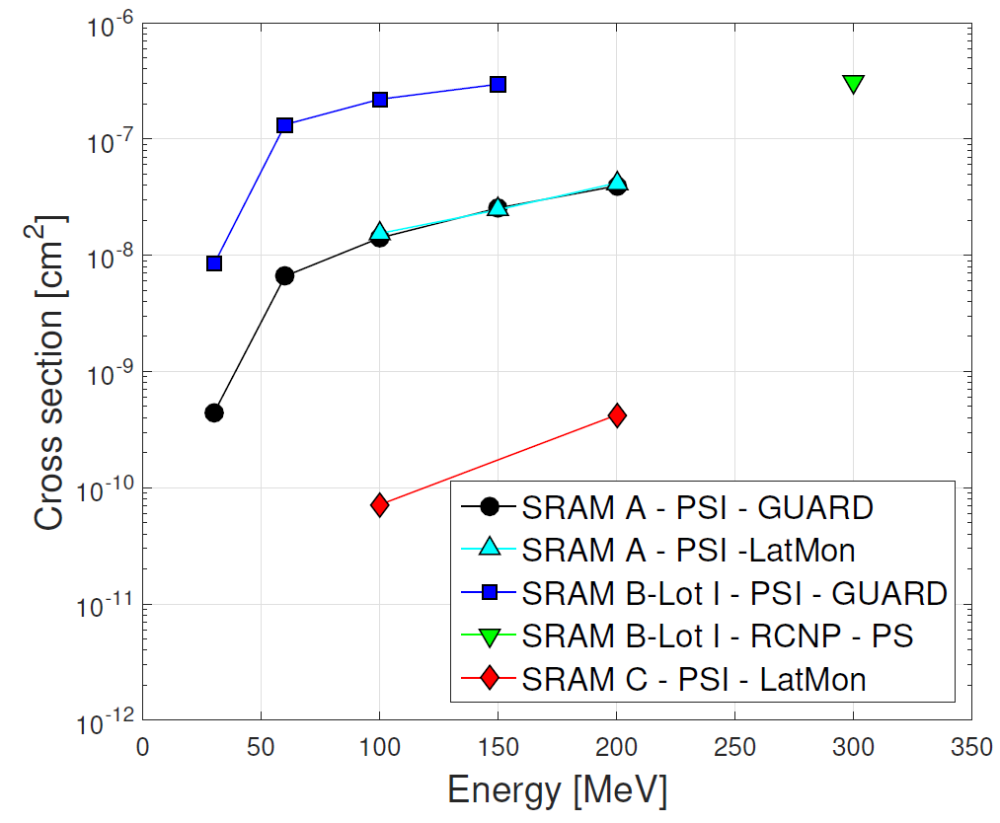 10^-6
10^-7
10^-8
10^-9
10^-10
10^-11
10^-12
Cross section [cm^2]
0 50 100 150 200 250 300 350
Energy [MeV]
SRAM A - PSI - GUARD
SRAM A - PSI -LatMon
SRAM B-Lot I - PSI - GUARD
SRAM B-Lot I - RCNP - PS
SRAM C - PSI - LatMon